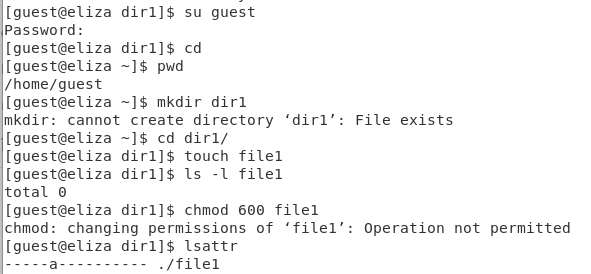 [guest@eliza dir1]$ su guest
Password:
[guest@eliza dir1]$ cd
[guest@eliza ~]$ pwd
/home/guest
[guest@eliza ~]$ mkdir dir1
mkdir: cannot create directory ‘dir1’: File exists
[guest@eliza ~]$ cd dir1/
[guest@eliza dir1]$ touch file1
[guest@eliza dir1]$ ls -l file1
total 0
[guest@eliza dir1]$ chmod 600 file1
chmod: changing permissions of ‘file1’: Operation not permitted
[guest@eliza dir1]$ lsattr
-----a---------- ./file1